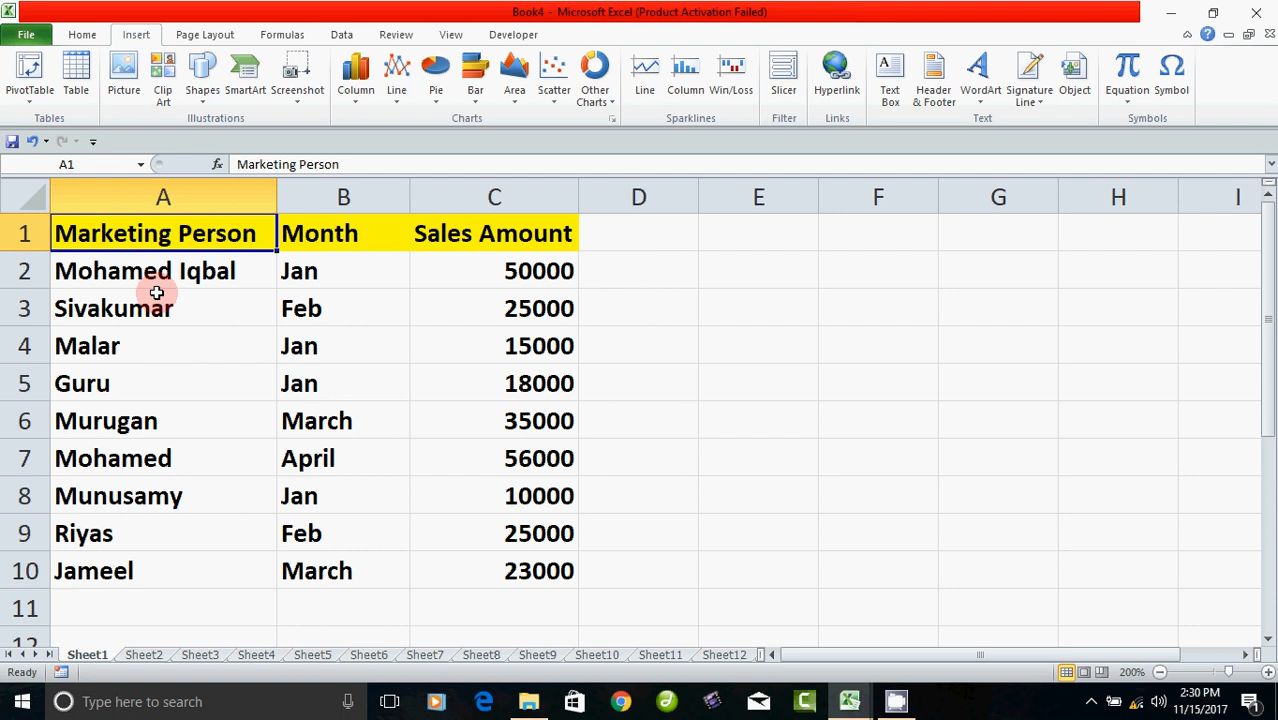 Book4 - Microsoft Excel (Product Activation Failed)
File Home Insert Page Layout Formulas Data Review View Developer
PivotTable Table Picture Clip Art Shapes SmartArt Screenshot Column Line Pie Bar Area Scatter Other Charts Line Column Win/Loss Slicer Hyperlink Text Box Header & Footer WordArt Signature Line Object Equation Symbol
Tables Illustrations Charts Sparklines Filter Links Text Symbols
A1 fx Marketing Person
A B C D E F G H I
1 Marketing Person Month Sales Amount
2 Mohamed Iqbal Jan 50000
3 Sivakumar Feb 25000
4 Malar Jan 15000
5 Guru Jan 18000
6 Murugan March 35000
7 Mohamed April 56000
8 Munusamy Jan 10000
9 Riyas Feb 25000
10 Jameel March 23000
11
12
Sheet1 Sheet2 Sheet3 Sheet4 Sheet5 Sheet6 Sheet7 Sheet8 Sheet9 Sheet10 Sheet11 Sheet12
Ready 200%
Type here to search 2:30 PM
11/15/2017